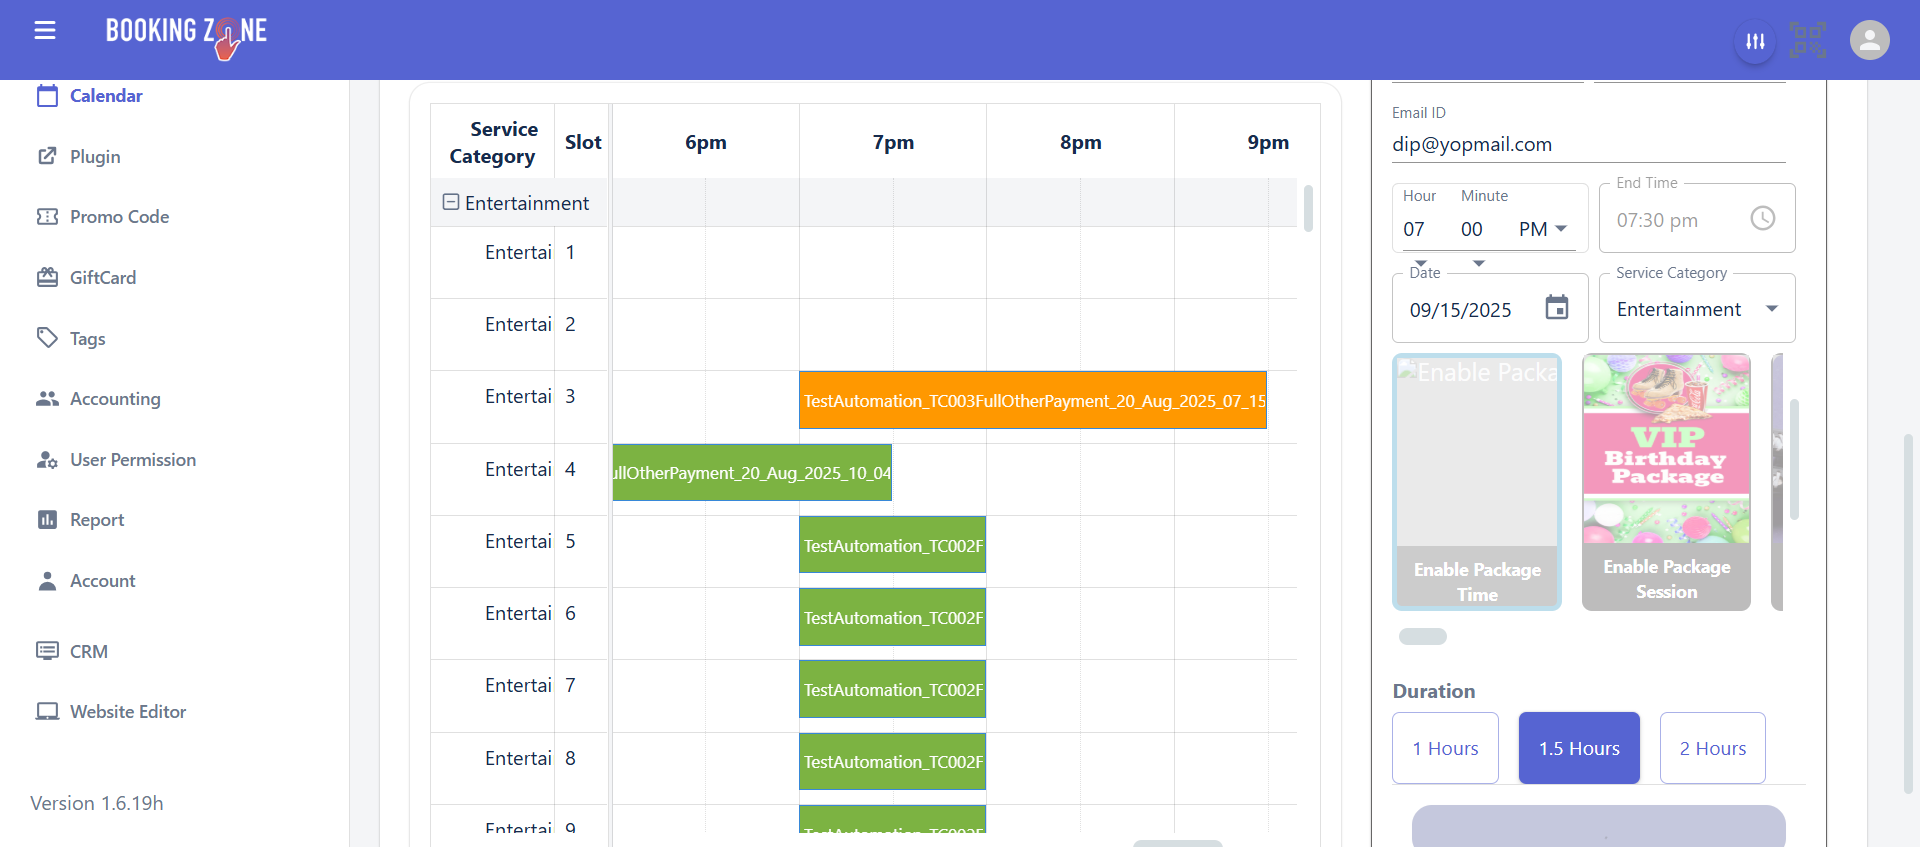 BOOKING ZONE
Calendar
Plugin
Promo Code
GiftCard
Tags
Accounting
User Permission
Report
Account
CRM
Website Editor
Version 1.6.19h
Service Category
Slot
6pm
7pm
8pm
9pm
Entertainment
Entertai 1
Entertai 2
Entertai 3
TestAutomation_TC003FullOtherPayment_20_Aug_2025_07_15
Entertai 4
ullOtherPayment_20_Aug_2025_10_04
Entertai 5
TestAutomation_TC002F
Entertai 6
TestAutomation_TC002F
Entertai 7
TestAutomation_TC002F
Entertai 8
TestAutomation_TC002F
Entertai 9
TestAutomation_TC002F
Email ID
dip@yopmail.com
Hour
Minute
07
00
PM
End Time
07:30 pm
Date
09/15/2025
Service Category
Entertainment
Enable Packa
Enable Package
Time
VIP
Birthday
Package
Enable Package
Session
Duration
1 Hours
1.5 Hours
2 Hours